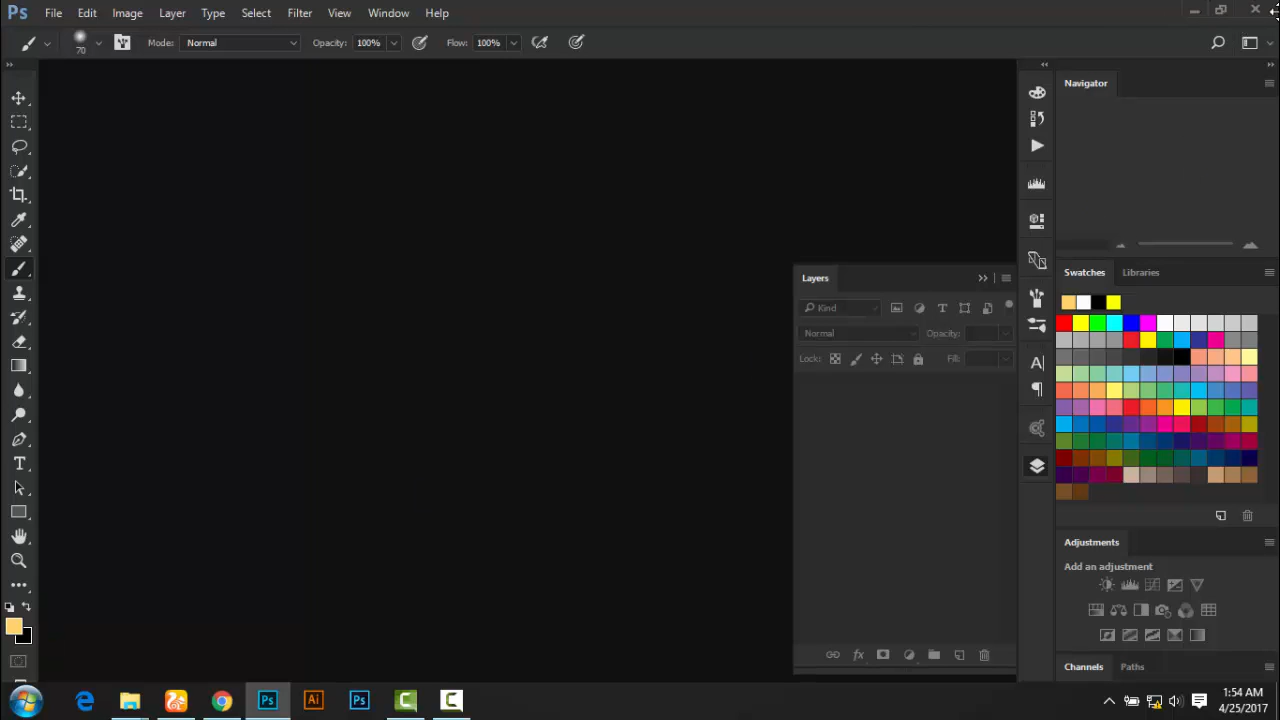 Ps File Edit Image Layer Type Select Filter View Window Help
70 Mode: Normal Opacity: 100% Flow: 100%
Navigator
Layers
Kind
Normal Opacity:
Lock: Fill:
Swatches Libraries
Adjustments
Add an adjustment
Channels Paths
Ps Ai Ps
1:54 AM
4/25/2017